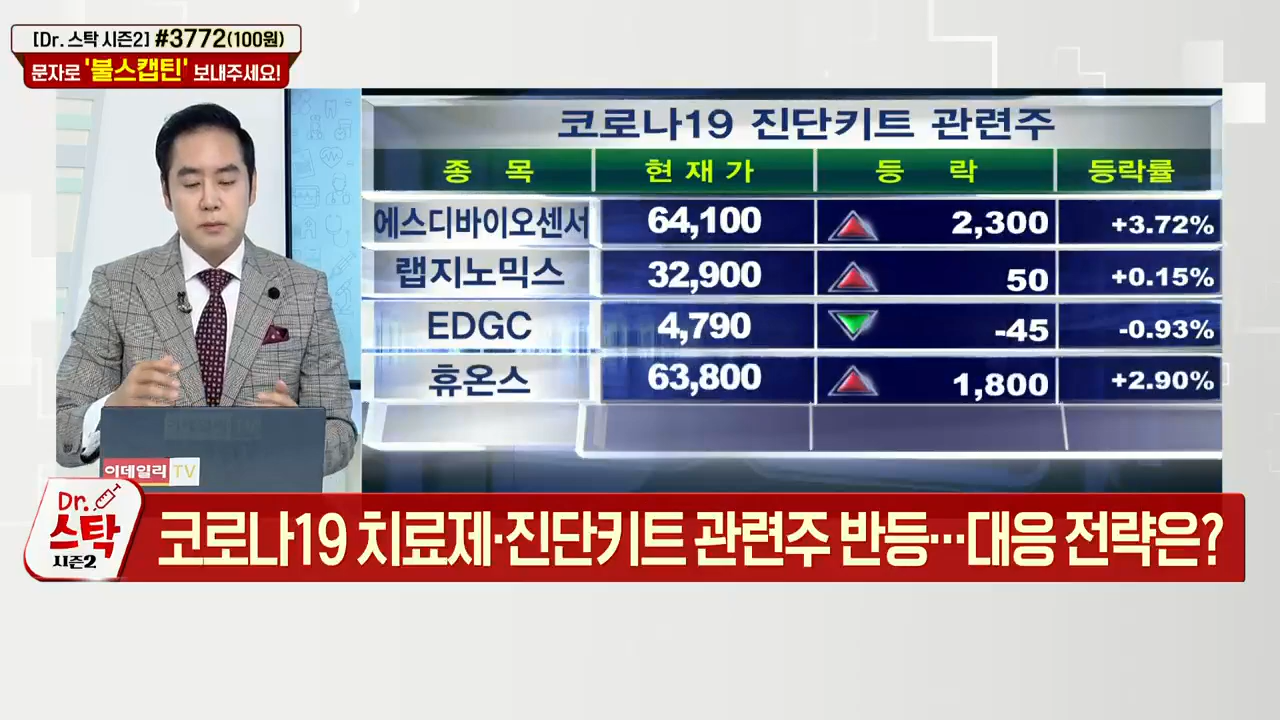 [Dr. 스탁 시즌2] #3772(100원)
문자로 '불스캡틴' 보내주세요!
코로나19 진단키트 관련주
종 목 현 재 가 등 락 등락률
에스디바이오센서 64,100 2,300 +3.72%
랩지노믹스 32,900 50 +0.15%
EDGC 4,790 -45 -0.93%
휴온스 63,800 1,800 +2.90%
이데일리 TV
Dr.
스탁
시즌2
코로나19 치료제·진단키트 관련주 반등…대응 전략은?